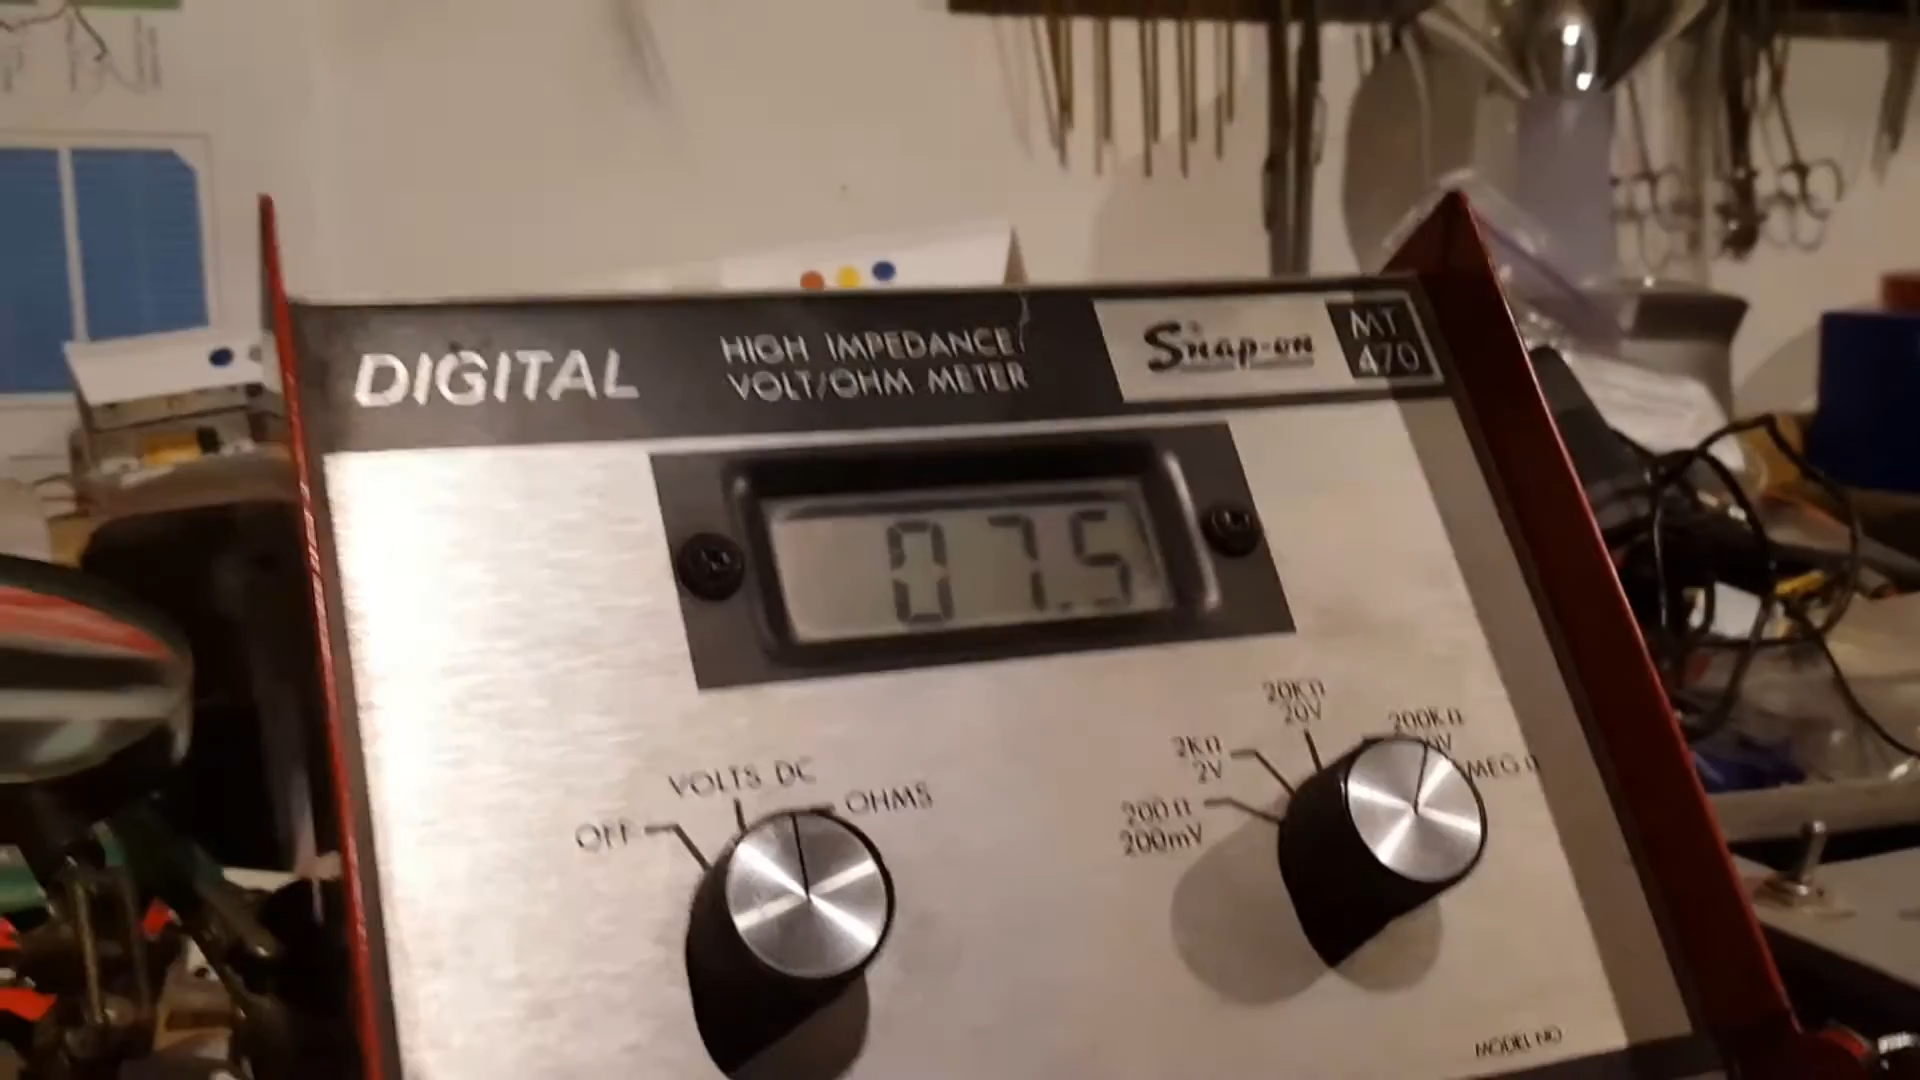 DIGITAL
HIGH IMPEDANCE
VOLT/OHM METER
Snap-on
MT
470
07.5
VOLTS DC
OFF
OHMS
20KΩ
20V
200KΩ
2KΩ
2V
MEG Ω
200Ω
200mV
MODEL NO